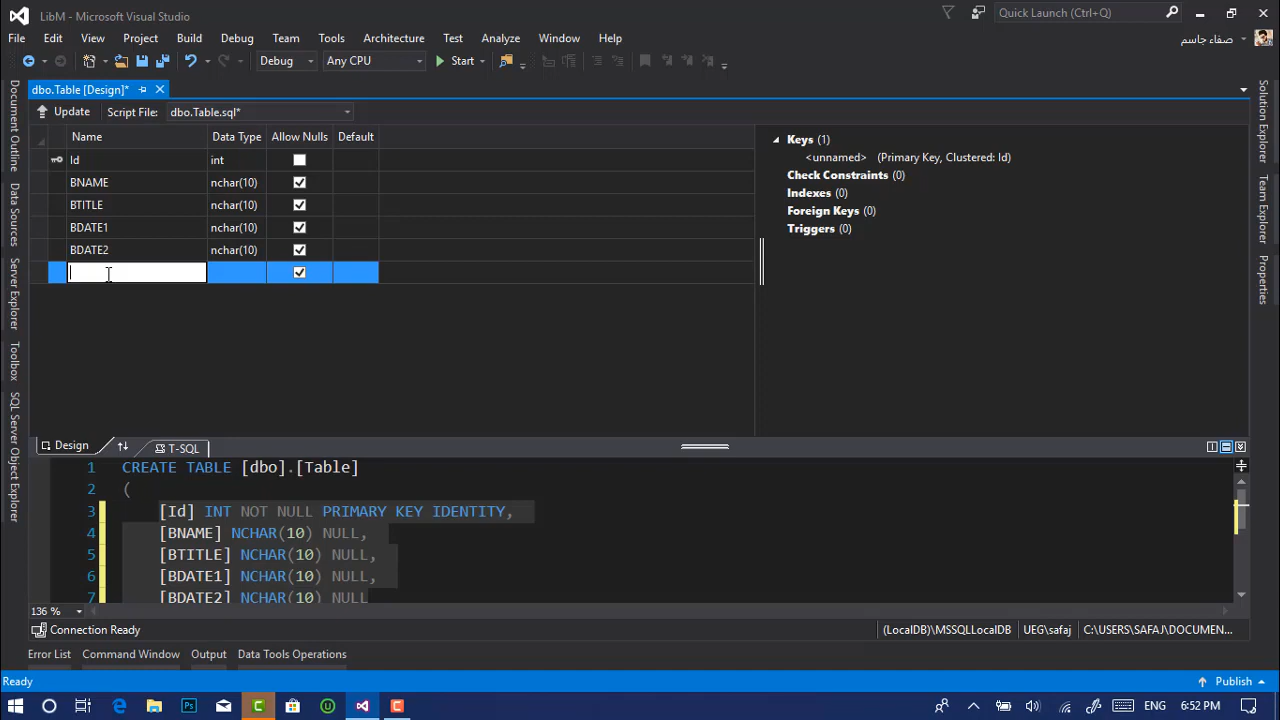 LibM - Microsoft Visual Studio
Quick Launch (Ctrl+Q)
File Edit View Project Build Debug Team Tools Architecture Test Analyze Window Help
صفاء جاسم
Debug Any CPU Start
dbo.Table [Design]*
Update Script File: dbo.Table.sql*
Name Data Type Allow Nulls Default
Id int
BNAME nchar(10)
BTITLE nchar(10)
BDATE1 nchar(10)
BDATE2 nchar(10)
Keys (1)
<unnamed> (Primary Key, Clustered: Id)
Check Constraints (0)
Indexes (0)
Foreign Keys (0)
Triggers (0)
Document Outline
Data Sources
Server Explorer
Toolbox
SQL Server Object Explorer
Solution Explorer
Team Explorer
Properties
Design T-SQL
1 CREATE TABLE [dbo].[Table]
2 (
3 [Id] INT NOT NULL PRIMARY KEY IDENTITY,
4 [BNAME] NCHAR(10) NULL,
5 [BTITLE] NCHAR(10) NULL,
6 [BDATE1] NCHAR(10) NULL,
7 [BDATE2] NCHAR(10) NULL
136 %
Connection Ready (LocalDB)\MSSQLLocalDB UEG\safaj C:\USERS\SAFAJ\DOCUMEN...
Error List Command Window Output Data Tools Operations
Ready Publish
ENG 6:52 PM